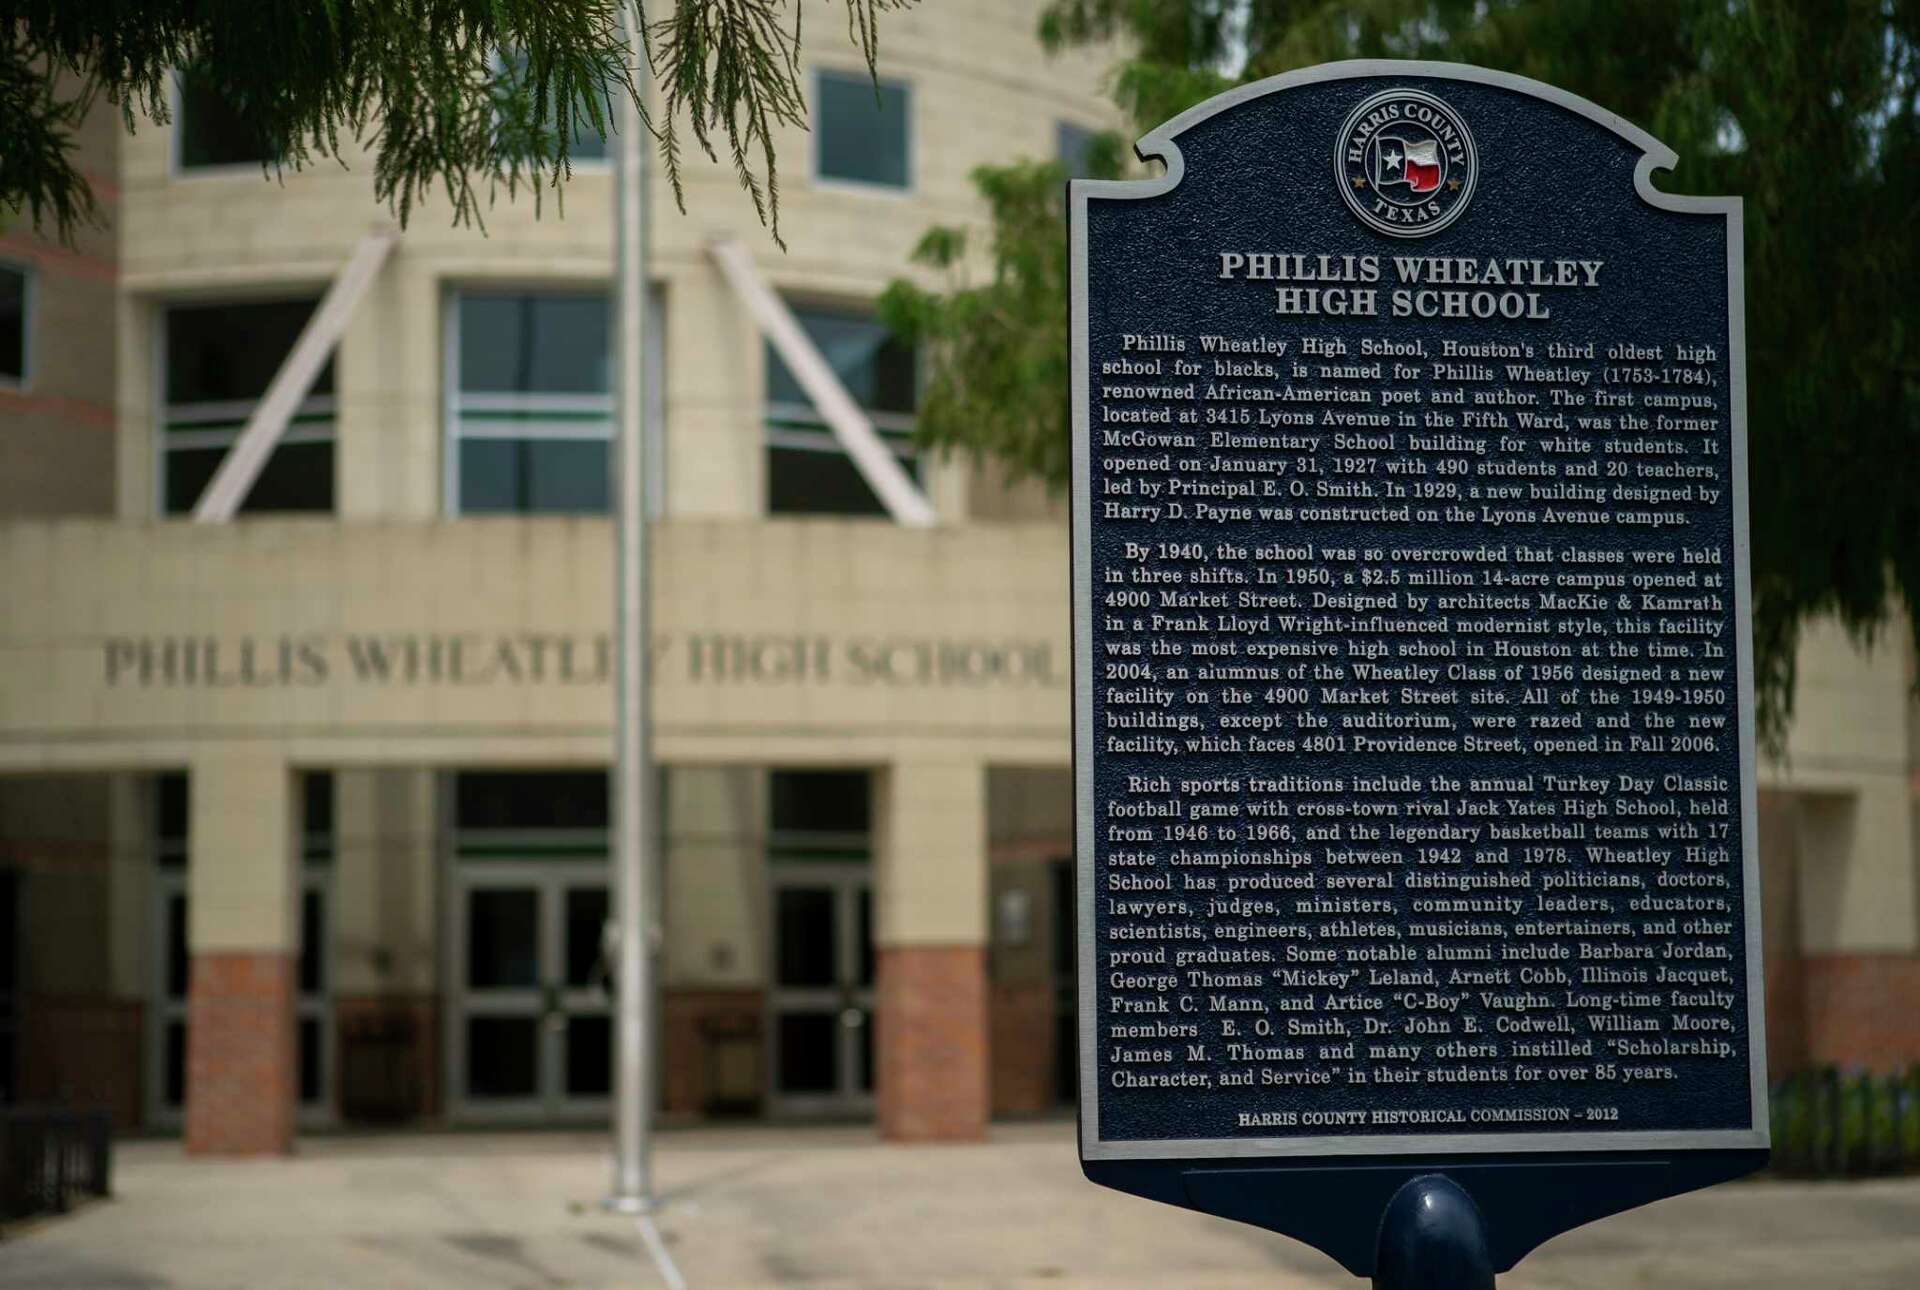 HARRIS COUNTY
TEXAS
PHILLIS WHEATLEY
HIGH SCHOOL
Phillis Wheatley High School, Houston's third oldest high
school for blacks, is named for Phillis Wheatley (1753-1784),
renowned African-American poet and author. The first campus,
located at 3415 Lyons Avenue in the Fifth Ward, was the former
McGowan Elementary School building for white students. It
opened on January 31, 1927 with 490 students and 20 teachers,
led by Principal E. O. Smith. In 1929, a new building designed by
Harry D. Payne was constructed on the Lyons Avenue campus.
By 1940, the school was so overcrowded that classes were held
in three shifts. In 1950, a $2.5 million 14-acre campus opened at
4900 Market Street. Designed by architects MacKie & Kamrath
in a Frank Lloyd Wright-influenced modernist style, this facility
was the most expensive high school in Houston at the time. In
2004, an alumnus of the Wheatley Class of 1956 designed a new
facility on the 4900 Market Street site. All of the 1949-1950
buildings, except the auditorium, were razed and the new
facility, which faces 4801 Providence Street, opened in Fall 2006.
Rich sports traditions include the annual Turkey Day Classic
football game with cross-town rival Jack Yates High School, held
from 1946 to 1966, and the legendary basketball teams with 17
state championships between 1942 and 1978. Wheatley High
School has produced several distinguished politicians, doctors,
lawyers, judges, ministers, community leaders, educators,
scientists, engineers, athletes, musicians, entertainers, and other
proud graduates. Some notable alumni include Barbara Jordan,
George Thomas “Mickey” Leland, Arnett Cobb, Illinois Jacquet,
Frank C. Mann, and Artice “C-Boy” Vaughn. Long-time faculty
members E. O. Smith, Dr. John E. Codwell, William Moore,
James M. Thomas and many others instilled “Scholarship,
Character, and Service” in their students for over 85 years.
HARRIS COUNTY HISTORICAL COMMISSION – 2012
PHILLIS WHEATLEY HIGH SCHOOL